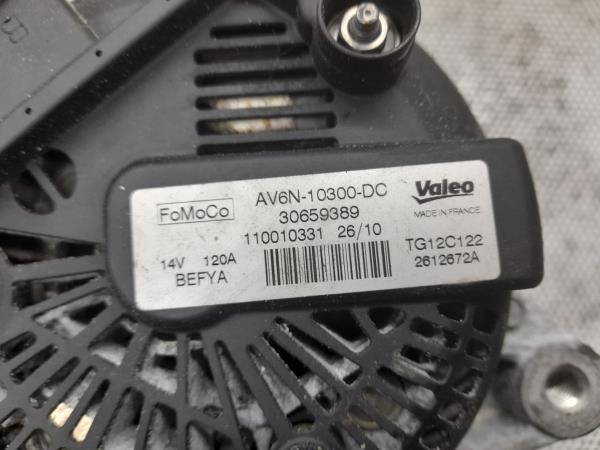 FoMoCo
AV6N-10300-DC
30659389
110010331 26/10
14V 120A
BEFYA
Valeo
MADE IN FRANCE
TG12C122
2612672A